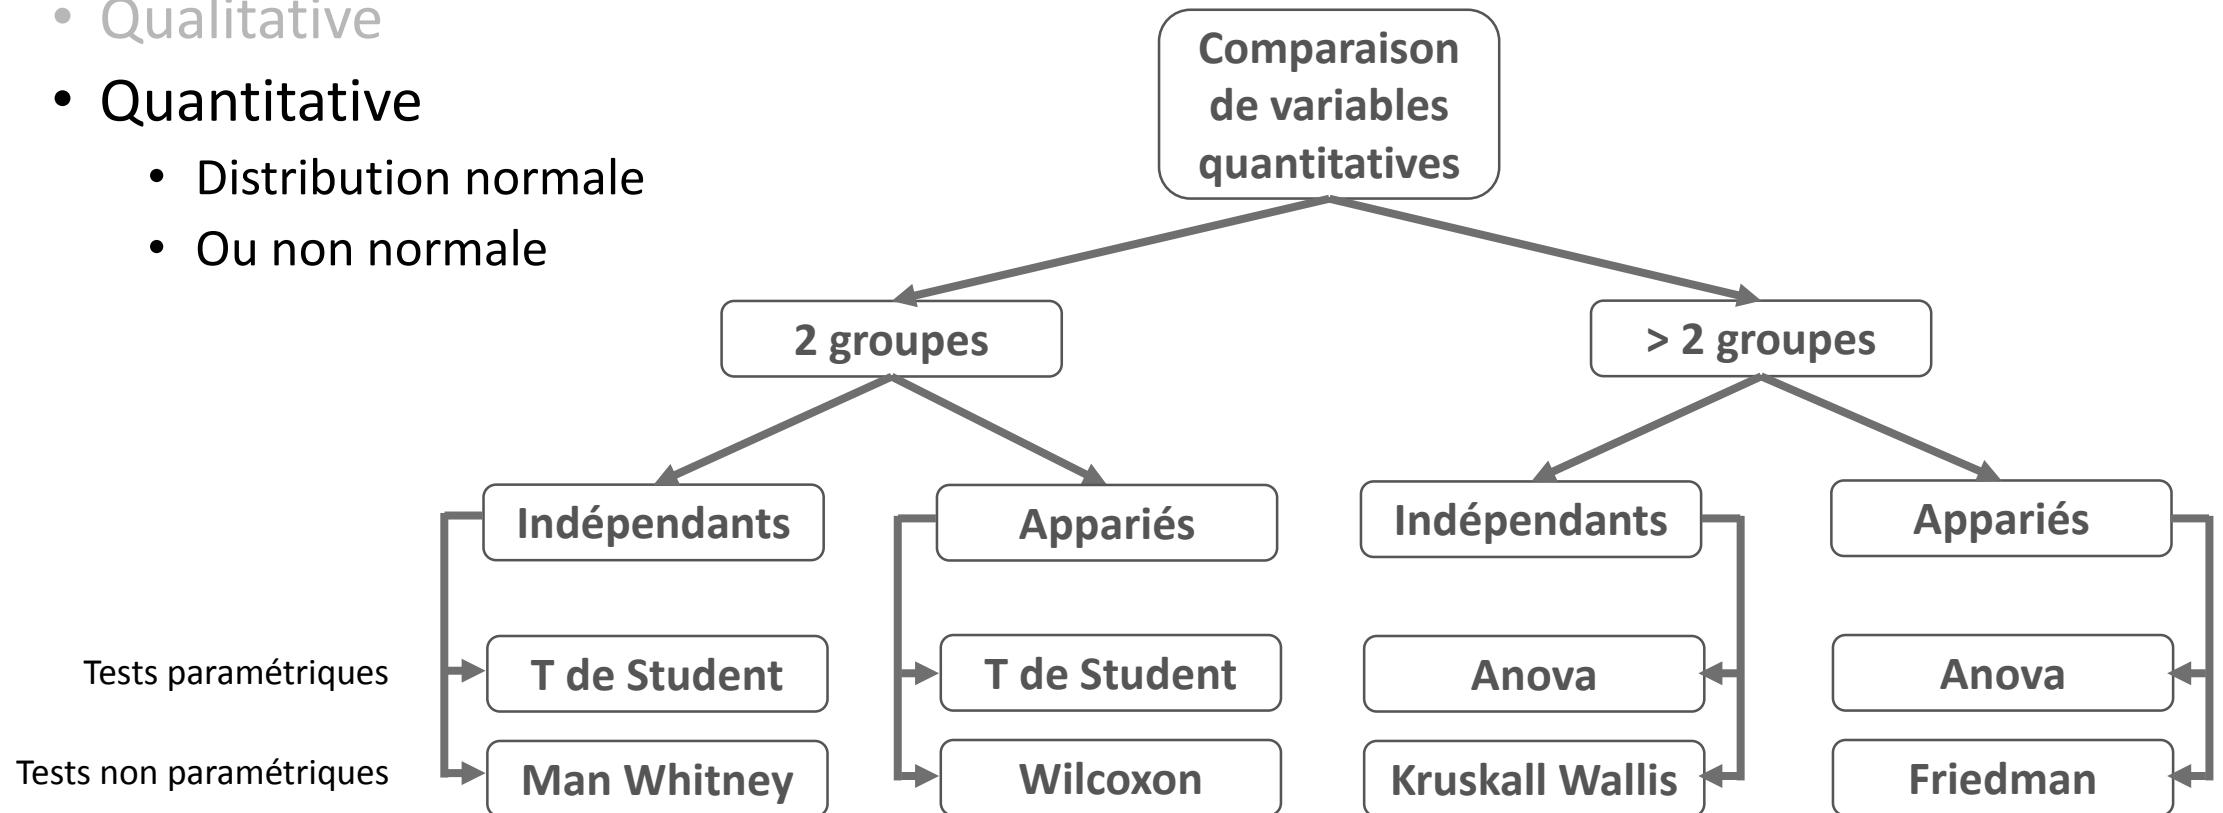 • Qualitative
• Quantitative
• Distribution normale
• Ou non normale
Comparaison
de variables
quantitatives
2 groupes
> 2 groupes
Indépendants
Appariés
Indépendants
Appariés
Tests paramétriques
T de Student
T de Student
Anova
Anova
Tests non paramétriques
Man Whitney
Wilcoxon
Kruskall Wallis
Friedman